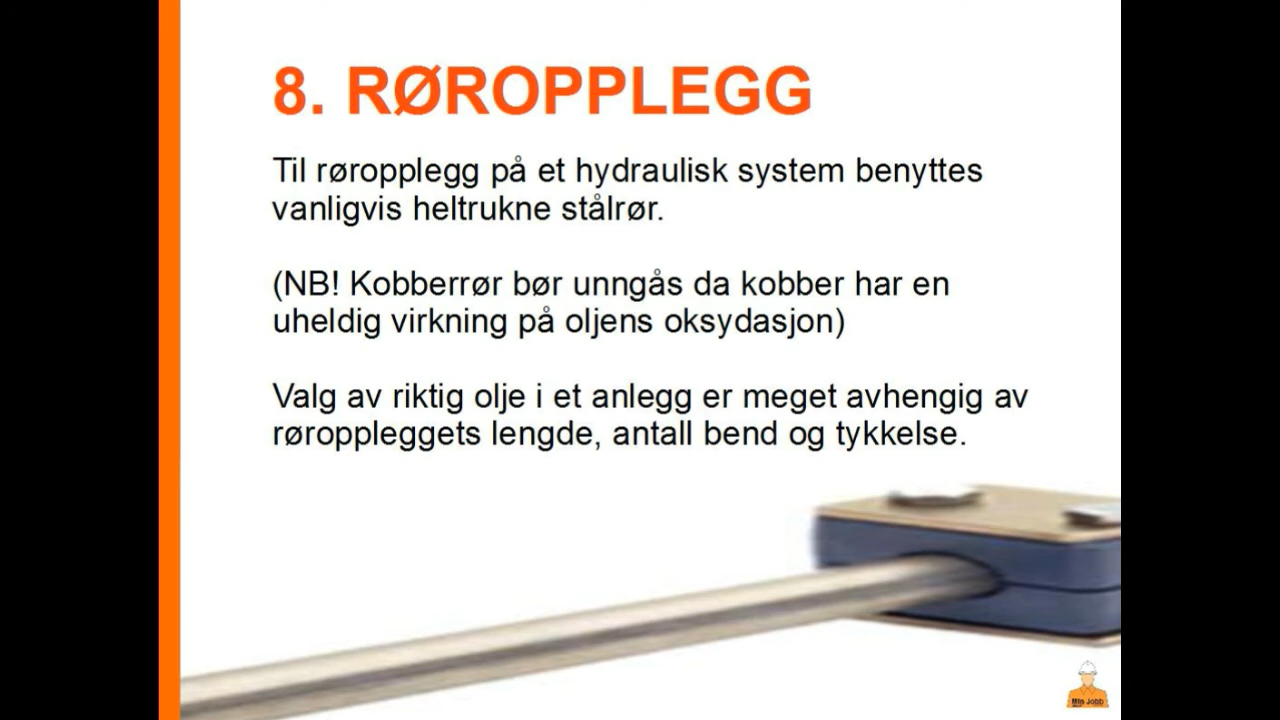 8. RØROPPLEGG
Til røropplegg på et hydraulisk system benyttes
vanligvis heltrukne stålrør.
(NB! Kobberrør bør unngås da kobber har en
uheldig virkning på oljens oksydasjon)
Valg av riktig olje i et anlegg er meget avhengig av
røroppleggets lengde, antall bend og tykkelse.
Min Jobb